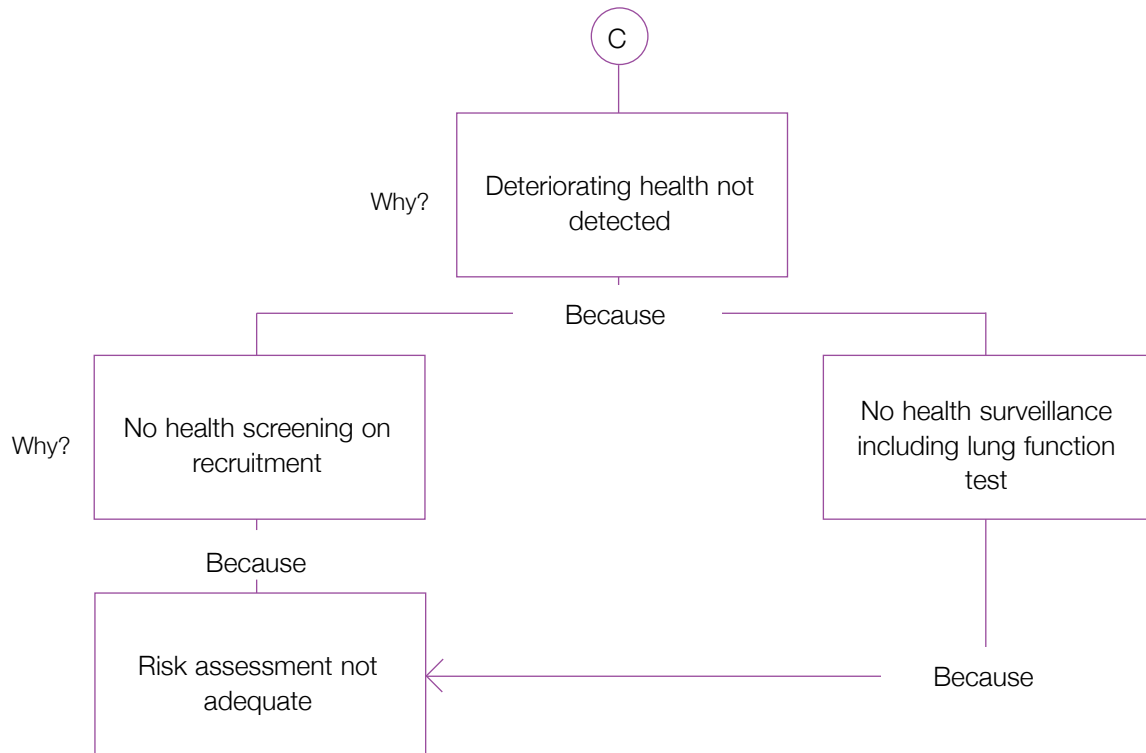 C
Why?
Deteriorating health not
detected
Because
Why?
No health screening on
recruitment
No health surveillance
including lung function
test
Because
Risk assessment not
adequate
Because